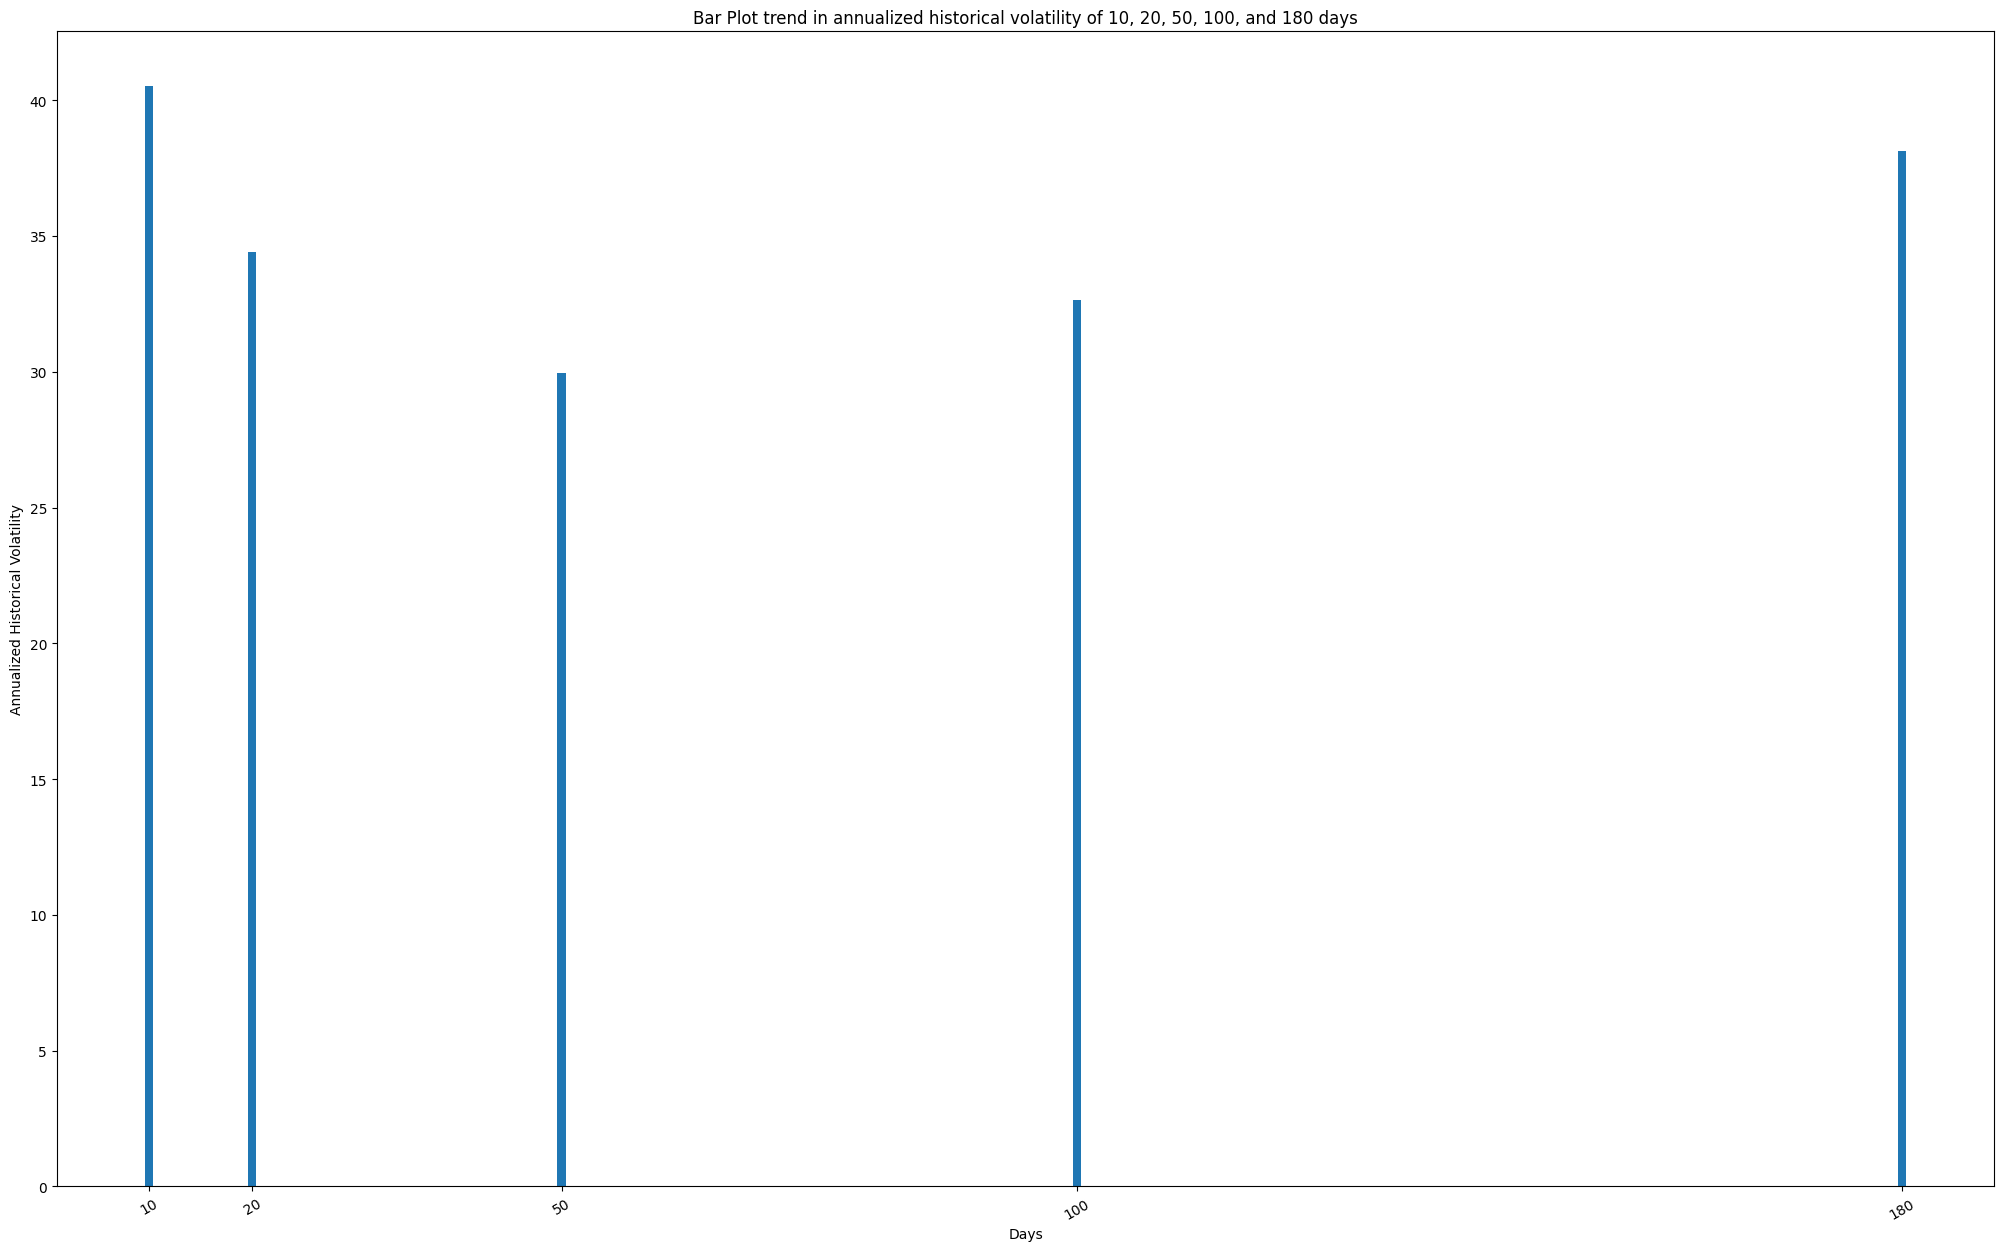 Bar Plot trend in annualized historical volatility of 10, 20, 50, 100, and 180 days
Annualized Historical Volatility
40
35
30
25
20
15
10
5
0
10 20 50 100 180
Days